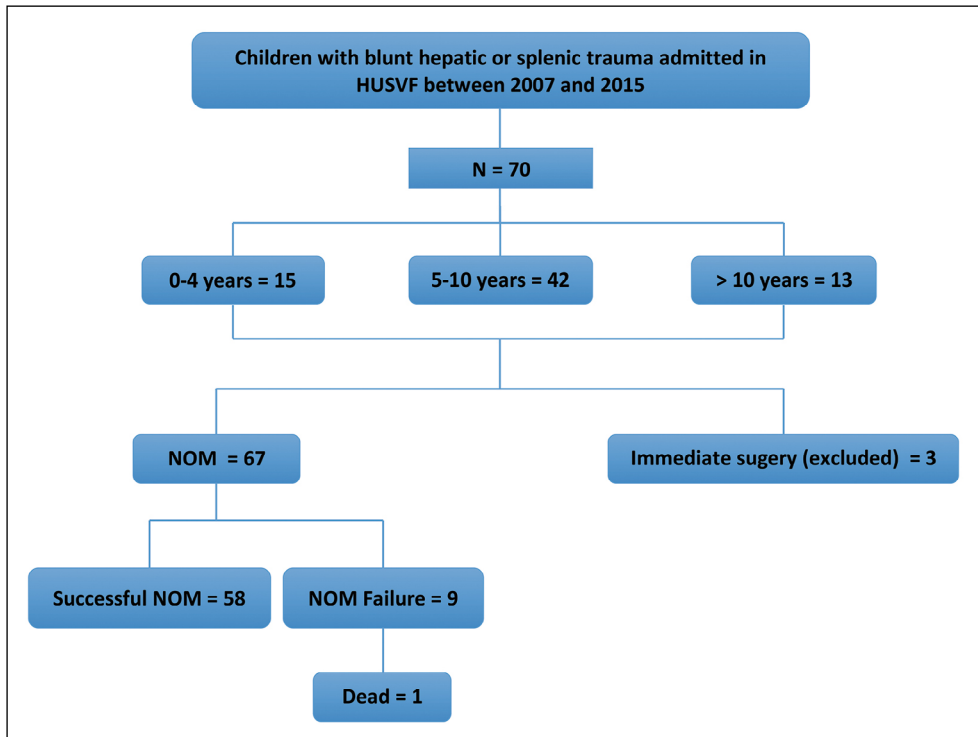 Children with blunt hepatic or splenic trauma admitted in
HUSVF between 2007 and 2015
N = 70
0-4 years = 15
5-10 years = 42
> 10 years = 13
NOM = 67
Immediate sugery (excluded) = 3
Successful NOM = 58
NOM Failure = 9
Dead = 1